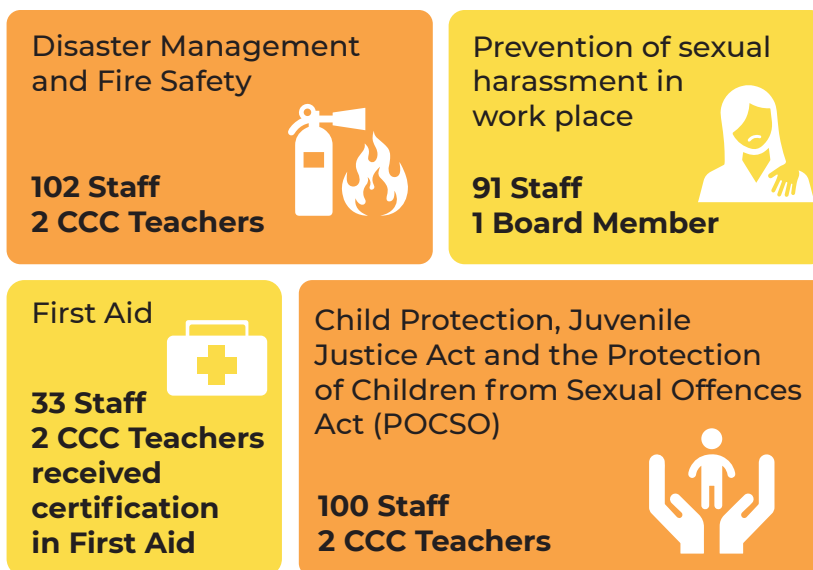 Disaster Management
and Fire Safety
102 Staff
2 CCC Teachers
Prevention of sexual
harassment in
work place
91 Staff
1 Board Member
First Aid
33 Staff
2 CCC Teachers
received
certification
in First Aid
Child Protection, Juvenile
Justice Act and the Protection
of Children from Sexual Offences
Act (POCSO)
100 Staff
2 CCC Teachers